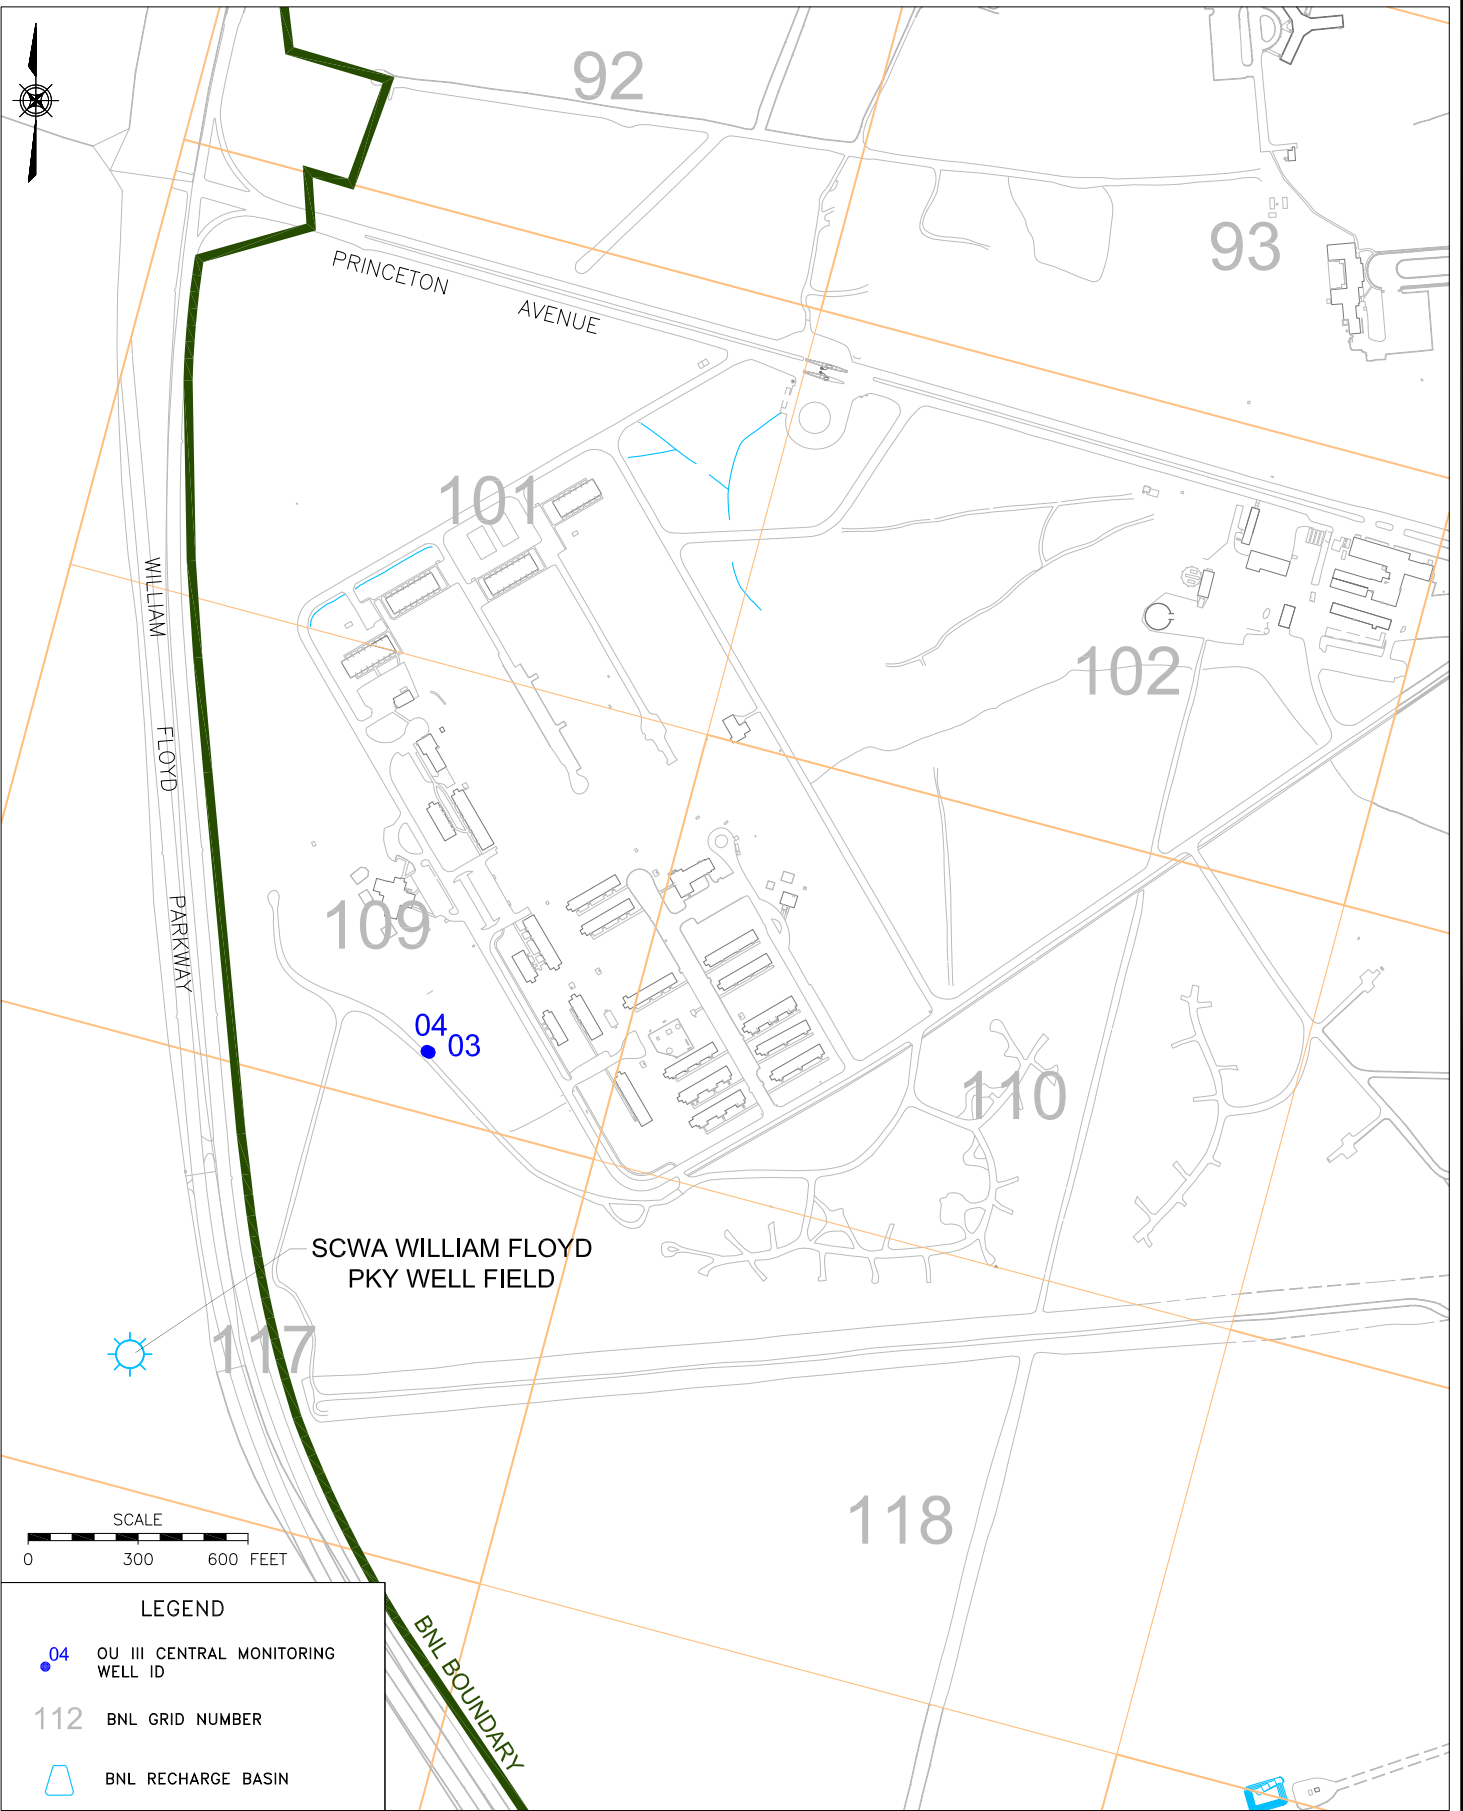 92
93
PRINCETON AVENUE
101
WILLIAM FLOYD PARKWAY
102
109
04
03
110
SCWA WILLIAM FLOYD
PKY WELL FIELD
117
118
SCALE
0 300 600 FEET
LEGEND
04 OU III CENTRAL MONITORING
WELL ID
112 BNL GRID NUMBER
BNL RECHARGE BASIN
BNL BOUNDARY